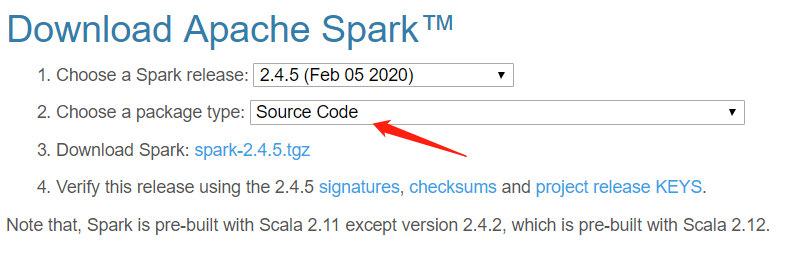 Download Apache Spark™
1. Choose a Spark release: 2.4.5 (Feb 05 2020)
2. Choose a package type: Source Code
3. Download Spark: spark-2.4.5.tgz
4. Verify this release using the 2.4.5 signatures, checksums and project release KEYS.
Note that, Spark is pre-built with Scala 2.11 except version 2.4.2, which is pre-built with Scala 2.12.